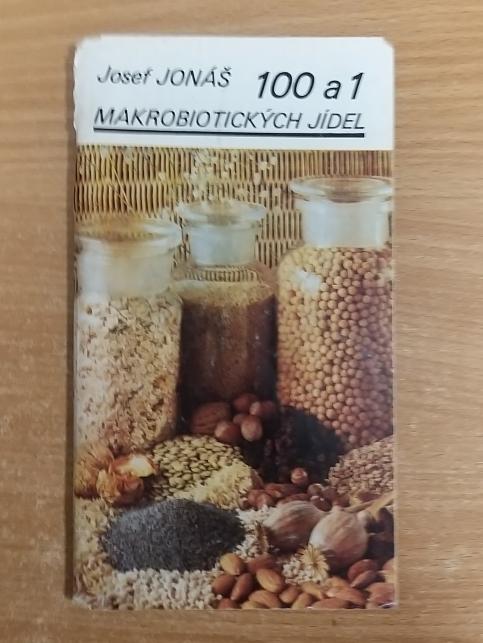 Josef JONÁŠ 100 a 1
MAKROBIOTICKÝCH JÍDEL